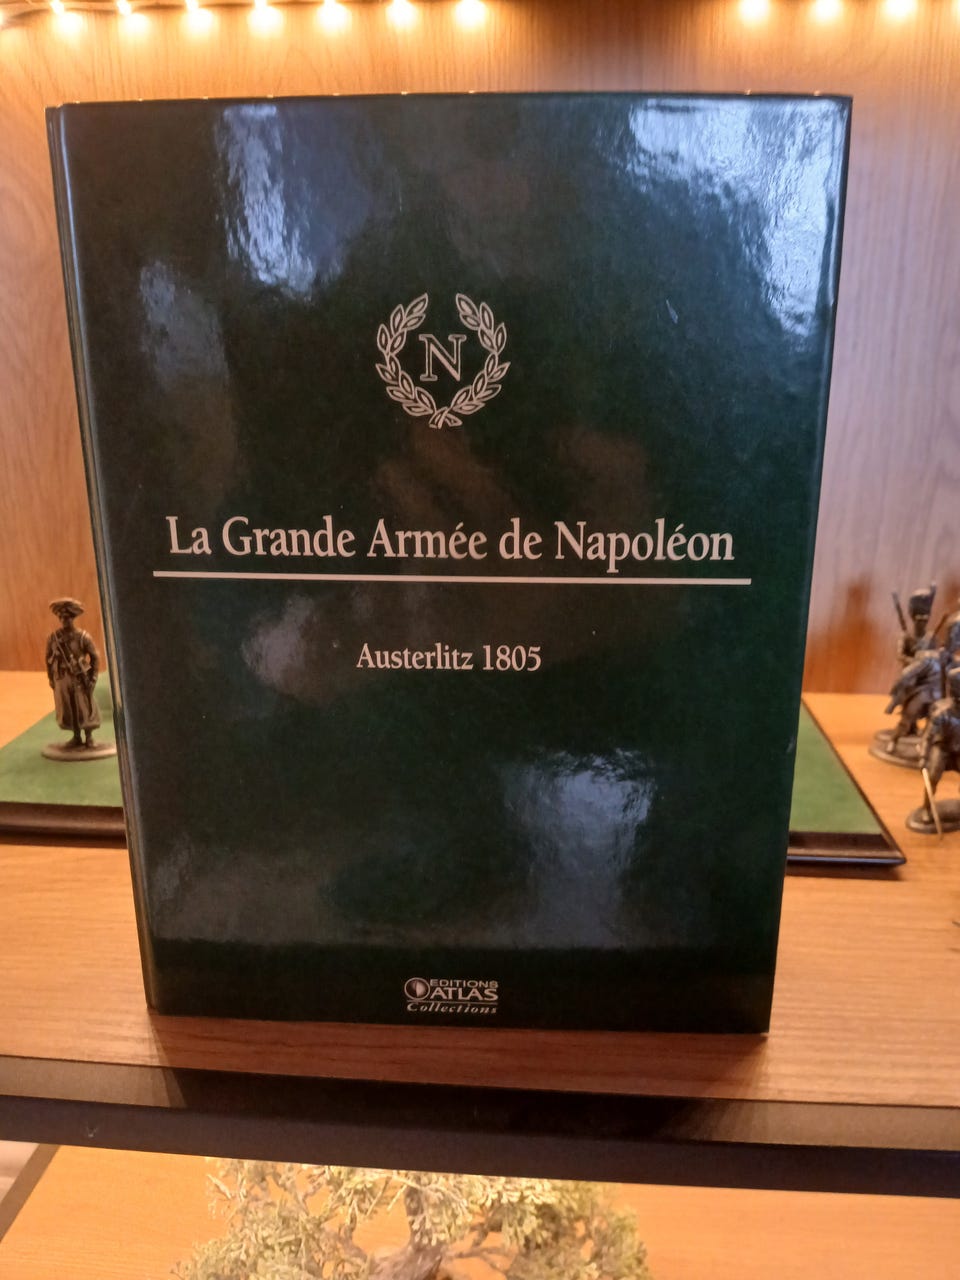 N
La Grande Armée de Napoléon
Austerlitz 1805
EDITIONS
ATLAS
Collections